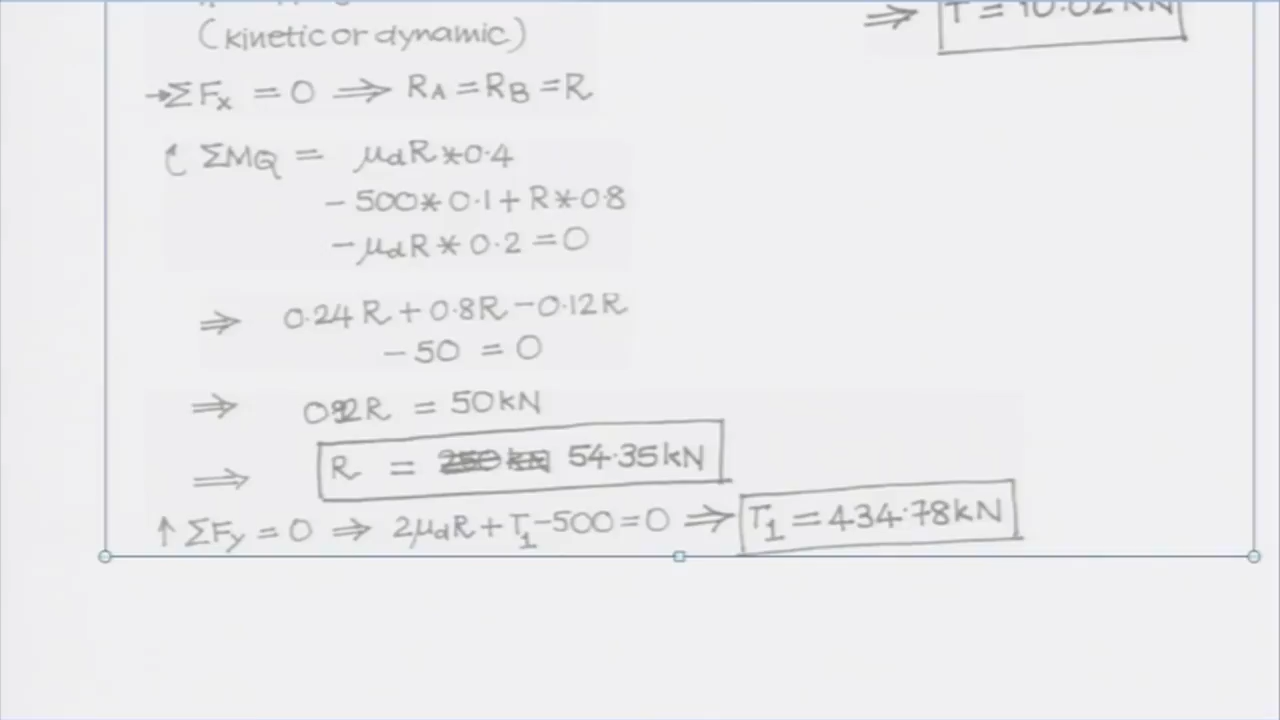 (kinetic or dynamic)
⇒ T = 10.02 kN
→ΣFx = 0 ⇒ RA = RB = R
ΣMQ = μdR*0.4
- 500*0.1 + R*0.8
- μdR*0.2 = 0
⇒ 0.24R + 0.8R - 0.12R
- 50 = 0
⇒ 0.92R = 50kN
⇒ R = 54.35kN
↑ΣFy = 0 ⇒ 2μdR + T1 - 500 = 0 ⇒ T1 = 434.78kN